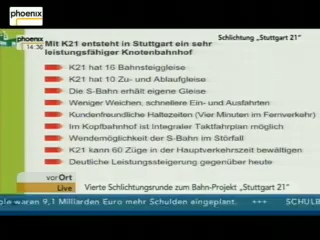 phoenix
phoenix
14:36
Schlichtung „Stuttgart 21“
Mit K21 entsteht in Stuttgart ein sehr
leistungsfähiger Knotenbahnhof
K21 hat 16 Bahnsteiggleise
K21 hat 10 Zu- und Ablaufgleise
Die S-Bahn erhält eigene Gleise
Weniger Weichen, schnellere Ein- und Ausfahrten
Kundenfreundliche Haltezeiten (Vier Minuten im Fernverkehr)
Im Kopfbahnhof ist Integraler Taktfahrplan möglich
Wendemöglichkeit der S-Bahn im Störfall
K21 kann 60 Züge in der Hauptverkehrszeit bewältigen
Deutliche Leistungssteigerung gegenüber heute
vor Ort
Live
Vierte Schlichtungsrunde zum Bahn-Projekt „Stuttgart 21“
ple waren 9,1 Milliarden Euro mehr Schulden eingeplant. +++ SCHULB